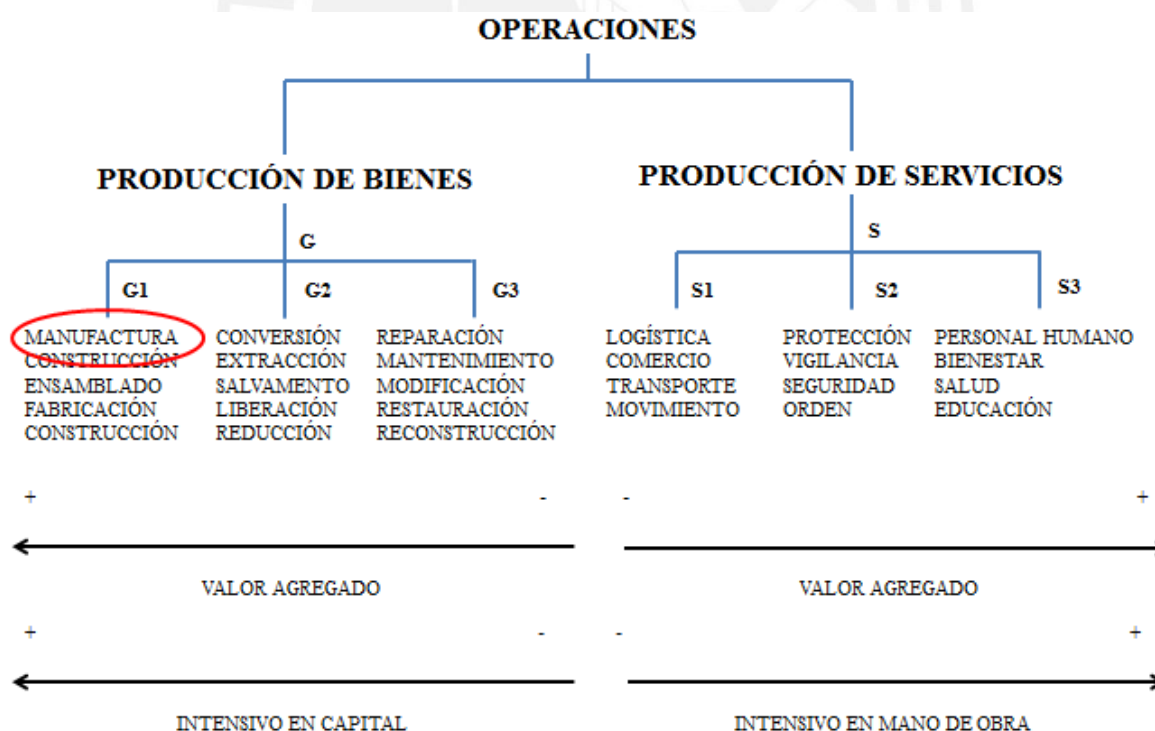 OPERACIONES
PRODUCCIÓN DE BIENES
PRODUCCIÓN DE SERVICIOS
G
S
G1
G2
G3
S1
S2
S3
MANUFACTURA
CONSTRUCCIÓN
ENSAMBLADO
FABRICACIÓN
CONSTRUCCIÓN
CONVERSIÓN
EXTRACCIÓN
SALVAMENTO
LIBERACIÓN
REDUCCIÓN
REPARACIÓN
MANTENIMIENTO
MODIFICACIÓN
RESTAURACIÓN
RECONSTRUCCIÓN
LOGÍSTICA
COMERCIO
TRANSPORTE
MOVIMIENTO
PROTECCIÓN
VIGILANCIA
SEGURIDAD
ORDEN
PERSONAL HUMANO
BIENESTAR
SALUD
EDUCACIÓN
+ - - +
VALOR AGREGADO
VALOR AGREGADO
+ - - +
INTENSIVO EN CAPITAL
INTENSIVO EN MANO DE OBRA